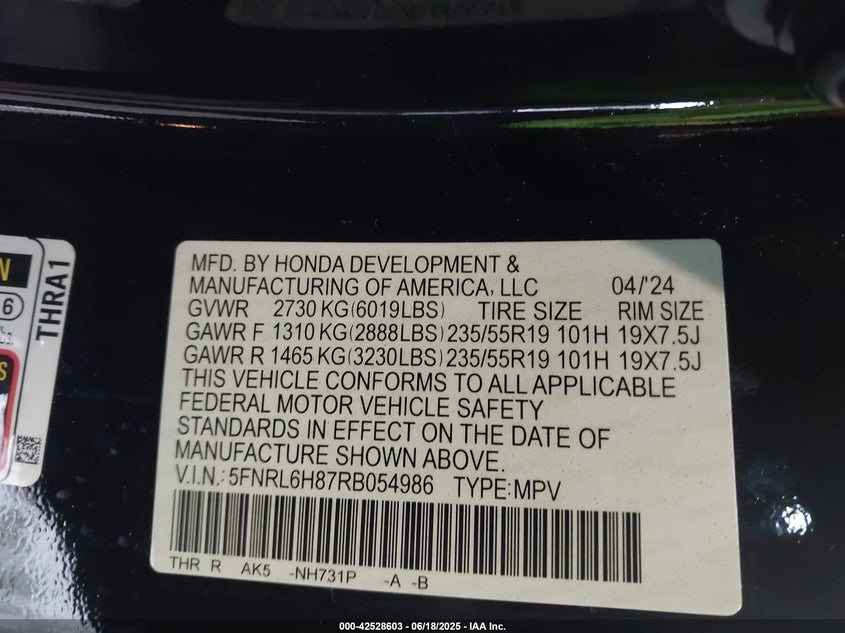 N
6
lbs.
S
THRA1
MFD. BY HONDA DEVELOPMENT &
MANUFACTURING OF AMERICA, LLC 04/'24
GVWR 2730 KG(6019LBS) TIRE SIZE RIM SIZE
GAWR F 1310 KG(2888LBS) 235/55R19 101H 19X7.5J
GAWR R 1465 KG(3230LBS) 235/55R19 101H 19X7.5J
THIS VEHICLE CONFORMS TO ALL APPLICABLE
FEDERAL MOTOR VEHICLE SAFETY
STANDARDS IN EFFECT ON THE DATE OF
MANUFACTURE SHOWN ABOVE.
V.I.N.: 5FNRL6H87RB054986 TYPE:MPV
THR R AK5 -NH731P -A -B
000-42528603 - 06/18/2025 - IAA Inc.